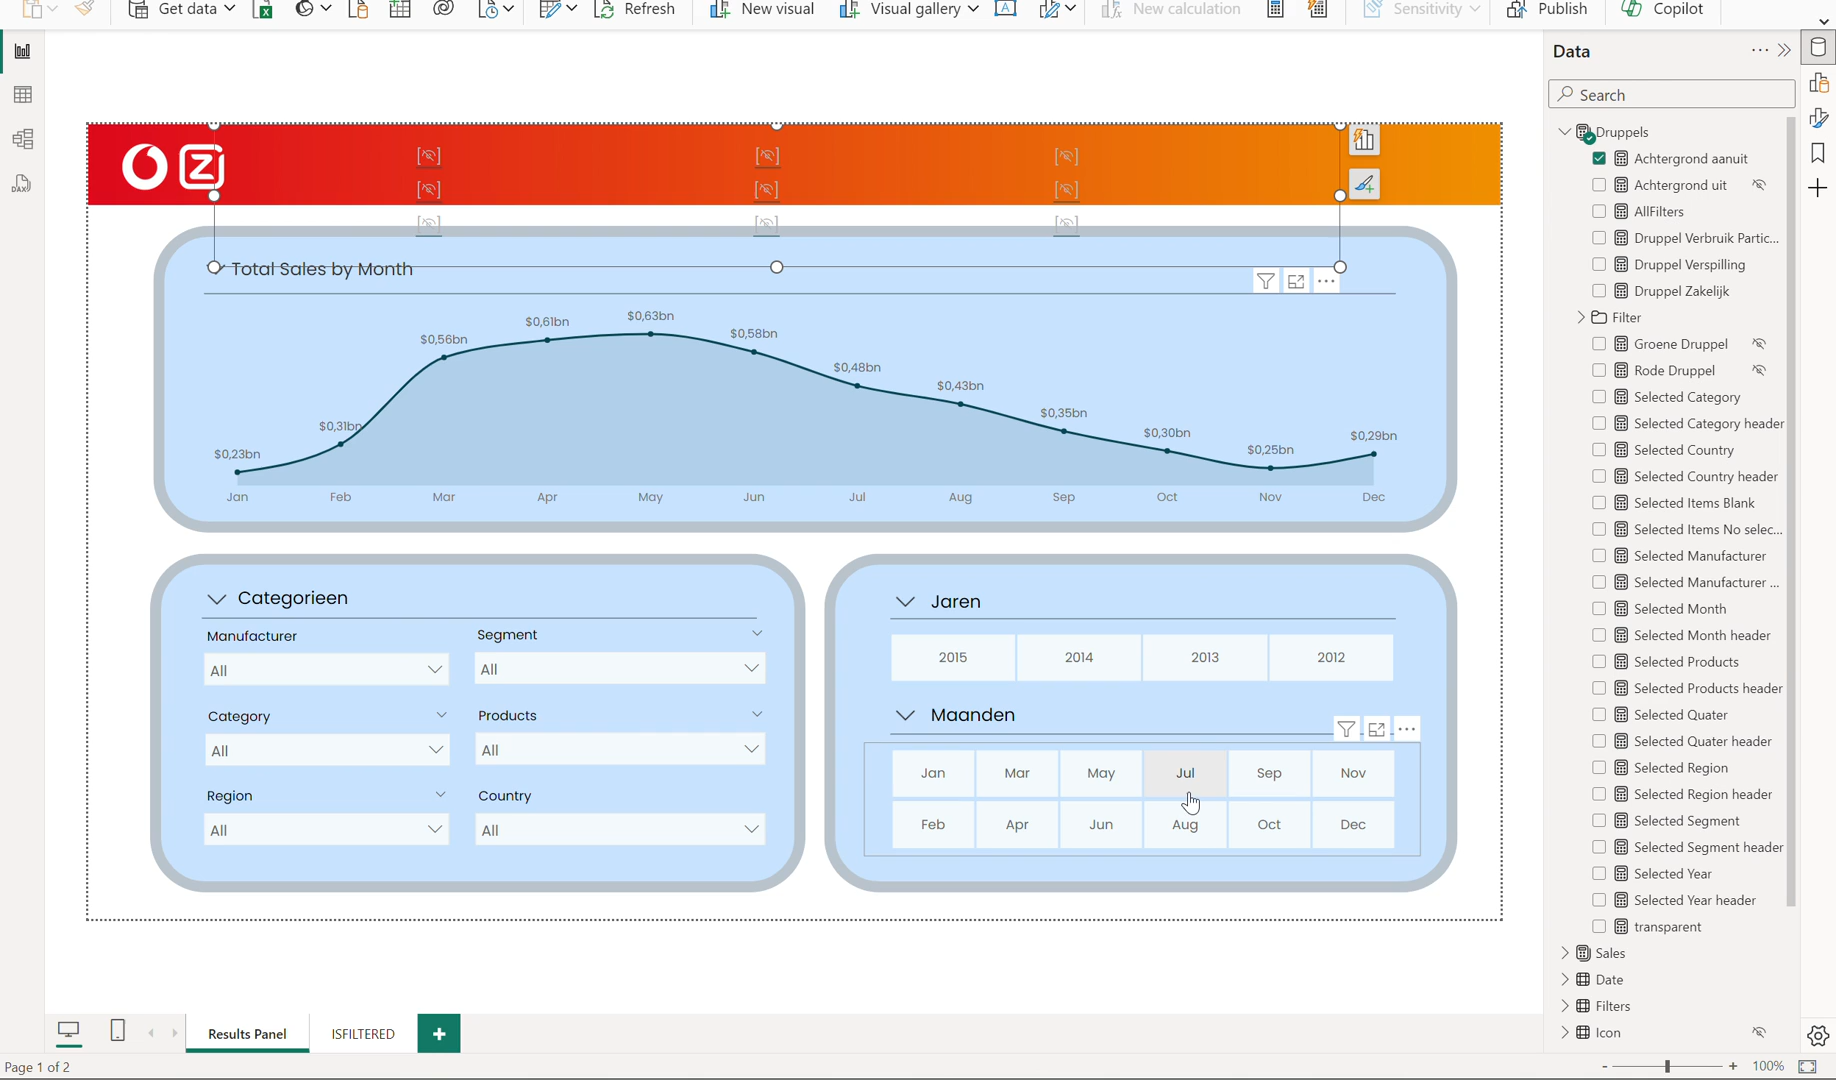 Get data
Refresh
New visual
Visual gallery
New calculation
Sensitivity
Publish
Copilot
Total Sales by Month
$0,23bn
$0,31bn
$0,56bn
$0,61bn
$0,63bn
$0,58bn
$0,48bn
$0,43bn
$0,35bn
$0,30bn
$0,25bn
$0,29bn
Jan Feb Mar Apr May Jun Jul Aug Sep Oct Nov Dec
Categorieen
Manufacturer
All
Segment
All
Category
All
Products
All
Region
All
Country
All
Jaren
2015 2014 2013 2012
Maanden
Jan Mar May Jul Sep Nov
Feb Apr Jun Aug Oct Dec
Data
Search
Druppels
Achtergrond aanuit
Achtergrond uit
AllFilters
Druppel Verbruik Partic...
Druppel Verspilling
Druppel Zakelijk
Filter
Groene Druppel
Rode Druppel
Selected Category
Selected Category header
Selected Country
Selected Country header
Selected Items Blank
Selected Items No selec...
Selected Manufacturer
Selected Manufacturer ...
Selected Month
Selected Month header
Selected Products
Selected Products header
Selected Quater
Selected Quater header
Selected Region
Selected Region header
Selected Segment
Selected Segment header
Selected Year
Selected Year header
transparent
Sales
Date
Filters
Icon
Results Panel
ISFILTERED
Page 1 of 2
- + 100%